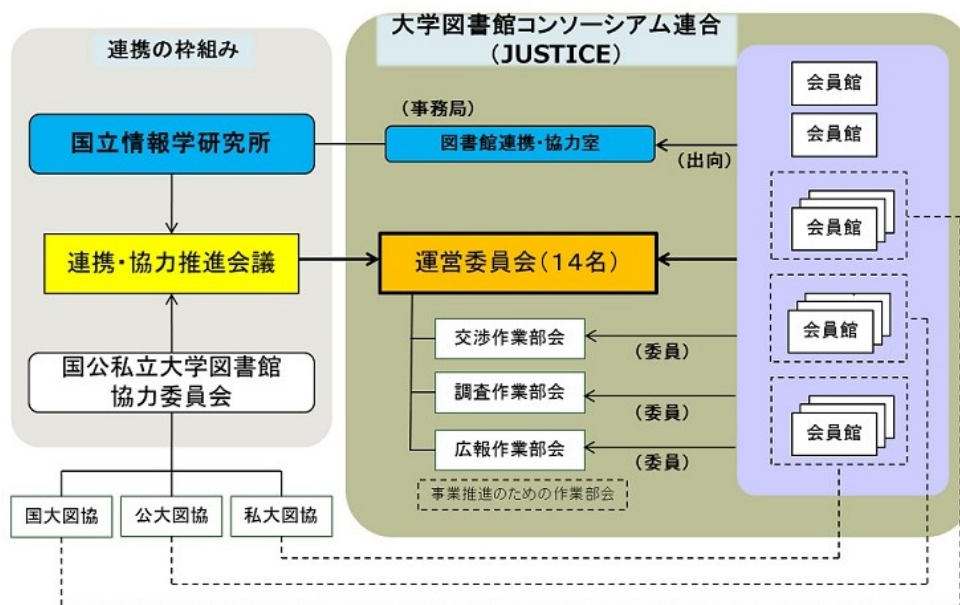 連携の枠組み
国立情報学研究所
連携・協力推進会議
国公私立大学図書館
協力委員会
国大図協
公大図協
私大図協
大学図書館コンソーシアム連合
（JUSTICE）
（事務局）
図書館連携・協力室
（出向）
運営委員会（１４名）
交渉作業部会
（委員）
調査作業部会
（委員）
広報作業部会
（委員）
事業推進のための作業部会
会員館
会員館
会員館
会員館
会員館